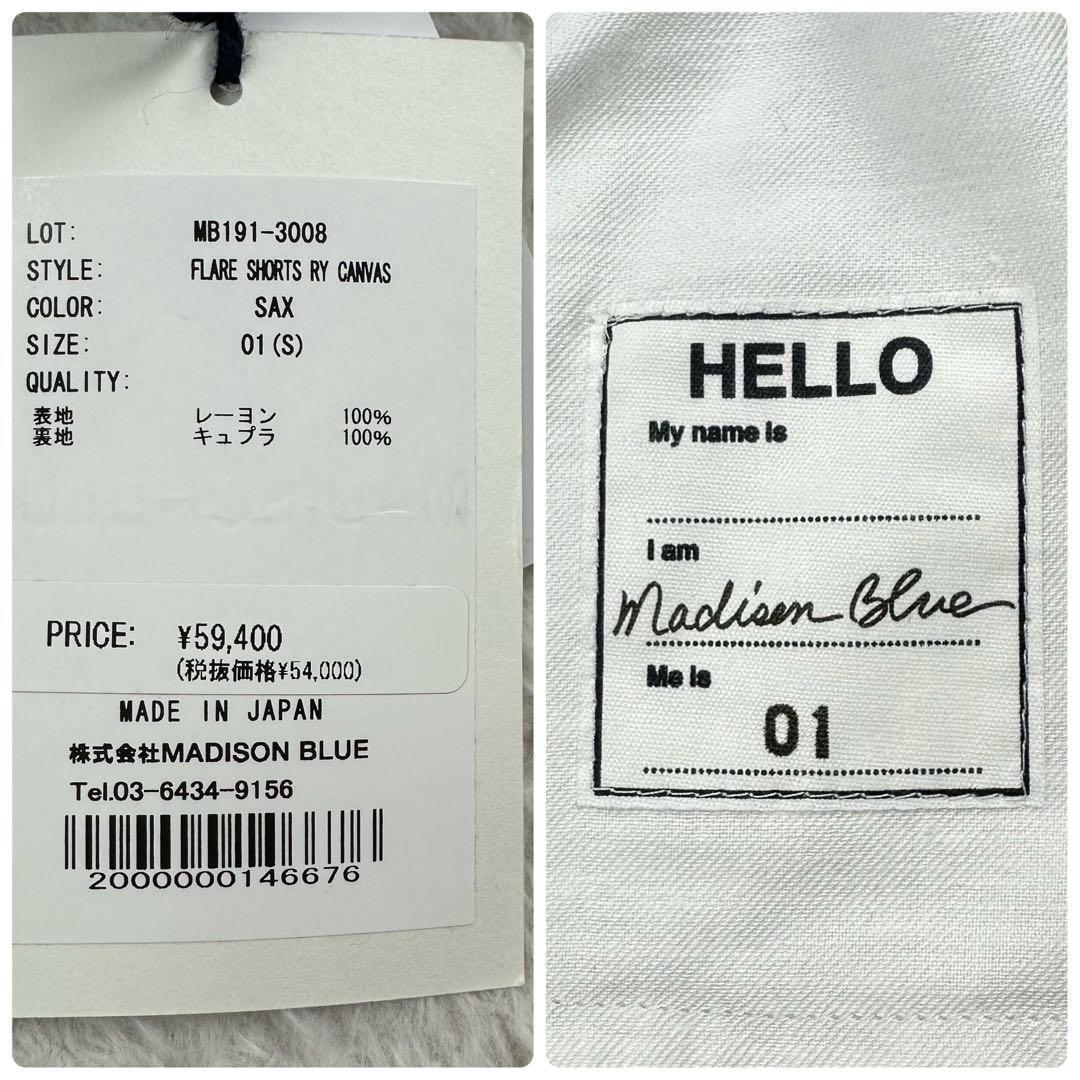 LOT: MB191-3008
STYLE: FLARE SHORTS RY CANVAS
COLOR: SAX
SIZE: 01(S)
QUALITY:
表地 レーヨン 100%
裏地 キュプラ 100%
PRICE: ¥59,400
(税抜価格¥54,000)
MADE IN JAPAN
株式会社MADISON BLUE
Tel.03-6434-9156
2000000146676
HELLO
My name is
I am
Madison Blue
Me is
01